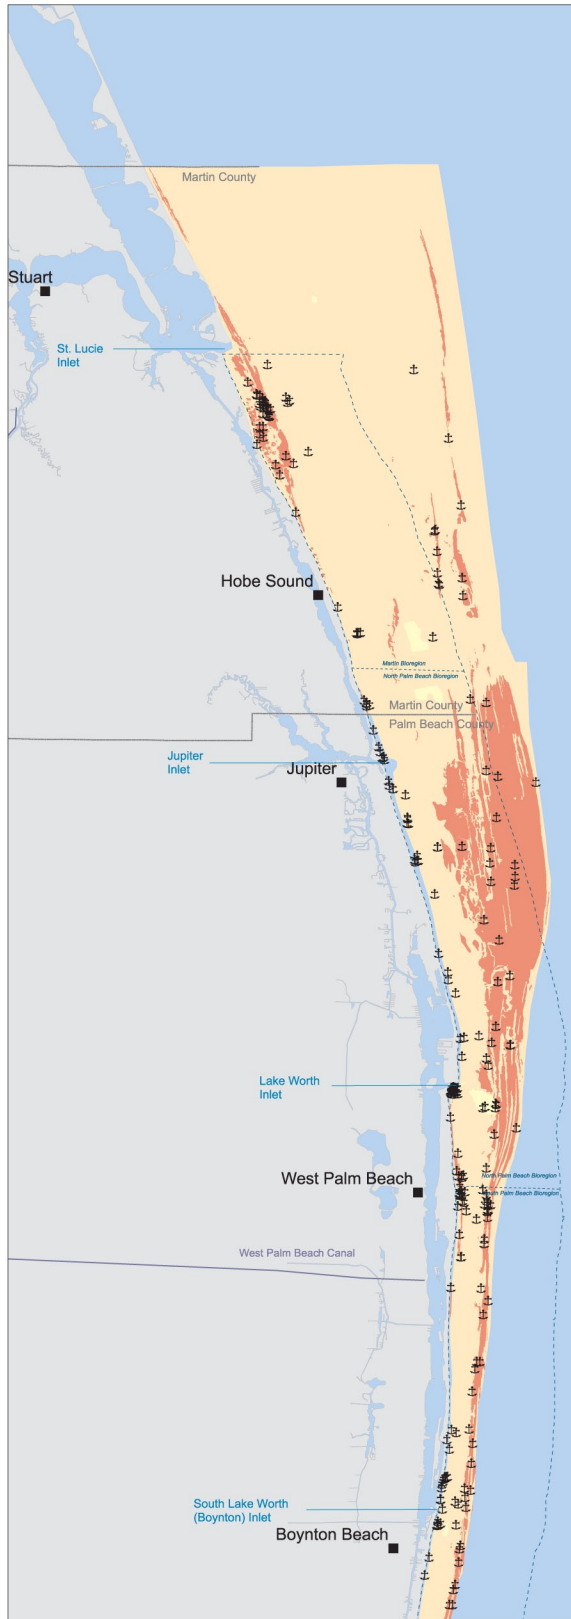 Martin County
Stuart
St. Lucie
Inlet
Hobe Sound
Martin Bioregion
North Palm Beach Bioregion
Martin County
Palm Beach County
Jupiter
Inlet
Jupiter
Lake Worth
Inlet
North Palm Beach Bioregion
South Palm Beach Bioregion
West Palm Beach
West Palm Beach Canal
South Lake Worth
(Boynton) Inlet
Boynton Beach